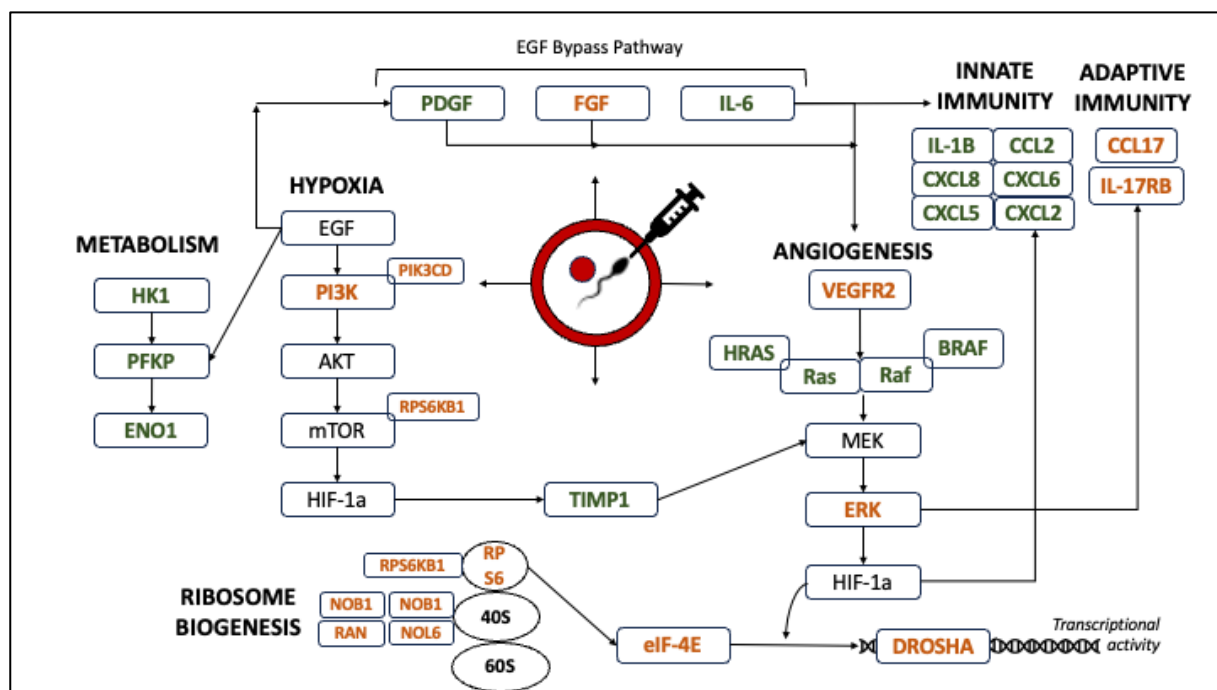 EGF Bypass Pathway
PDGF
FGF
IL-6
INNATE
IMMUNITY
ADAPTIVE
IMMUNITY
IL-1B
CCL2
CXCL8
CXCL6
CXCL5
CXCL2
CCL17
IL-17RB
HYPOXIA
EGF
PI3K
PIK3CD
AKT
mTOR
RPS6KB1
HIF-1a
METABOLISM
HK1
PFKP
ENO1
TIMP1
ANGIOGENESIS
VEGFR2
HRAS
Ras
Raf
BRAF
MEK
ERK
HIF-1a
RIBOSOME
BIOGENESIS
RPS6KB1
RP
S6
NOB1
NOB1
RAN
NOL6
40S
60S
eIF-4E
DROSHA
Transcriptional
activity